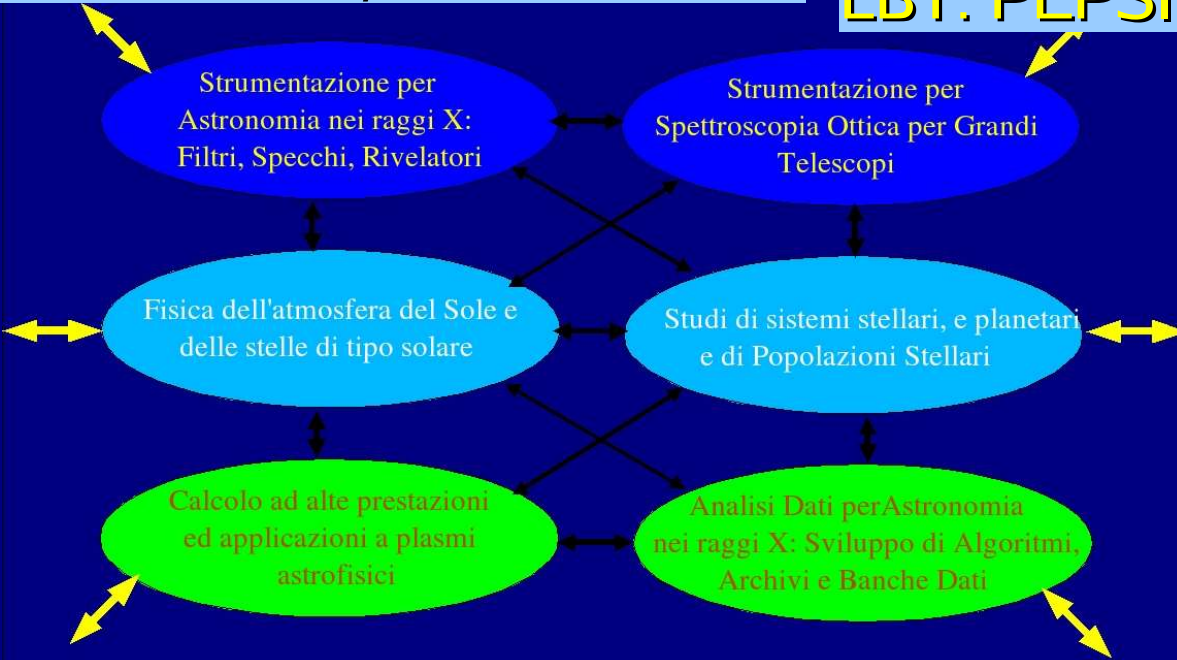 LBT: PEPSI
Strumentazione per
Astronomia nei raggi X:
Filtri, Specchi, Rivelatori
Strumentazione per
Spettroscopia Ottica per Grandi
Telescopi
Fisica dell'atmosfera del Sole e
delle stelle di tipo solare
Studi di sistemi stellari, e planetari
e di Popolazioni Stellari
Calcolo ad alte prestazioni
ed applicazioni a plasmi
astrofisici
Analisi Dati perAstronomia
nei raggi X: Sviluppo di Algoritmi,
Archivi e Banche Dati